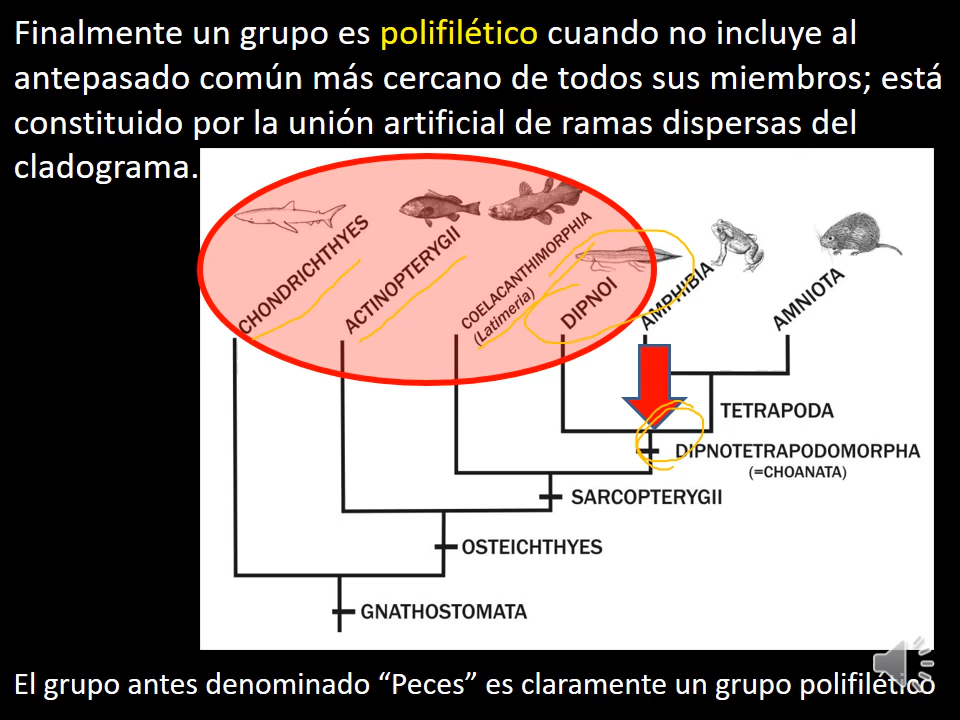 Finalmente un grupo es polifilético cuando no incluye al
antepasado común más cercano de todos sus miembros; está
constituido por la unión artificial de ramas dispersas del
cladograma.
CHONDRICHTHYES
ACTINOPTERYGII
COELACANTHIMORPHIA
(Latimeria)
DIPNOI
AMPHIBIA
AMNIOTA
TETRAPODA
DIPNOTETRAPODOMORPHA
(=CHOANATA)
SARCOPTERYGII
OSTEICHTHYES
GNATHOSTOMATA
El grupo antes denominado “Peces” es claramente un grupo polifilético